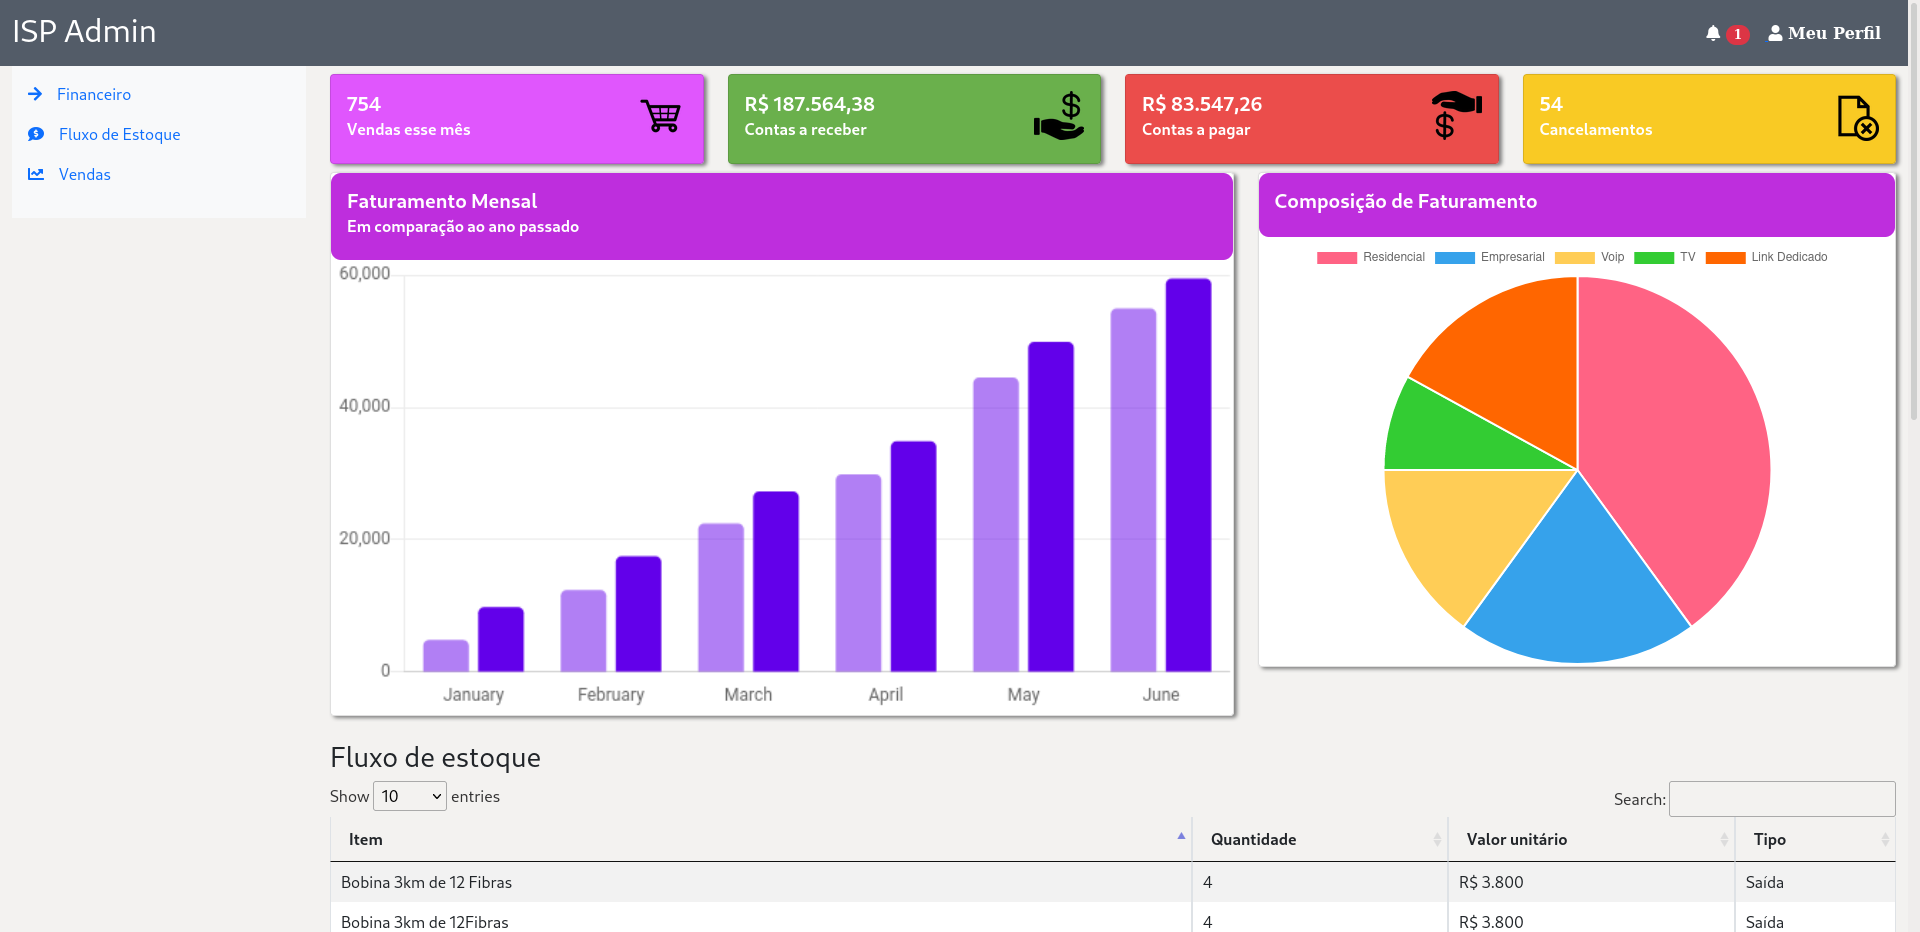 ISP Admin
1
Meu Perfil
Financeiro
Fluxo de Estoque
Vendas
754
Vendas esse mês
R$ 187.564,38
Contas a receber
R$ 83.547,26
Contas a pagar
54
Cancelamentos
Faturamento Mensal
Em comparação ao ano passado
60,000
40,000
20,000
0
January February March April May June
Composição de Faturamento
Residencial Empresarial Voip TV Link Dedicado
Fluxo de estoque
Show 10 entries
Search:
Item Quantidade Valor unitário Tipo
Bobina 3km de 12 Fibras 4 R$ 3.800 Saída
Bobina 3km de 12Fibras 4 R$ 3.800 Saída